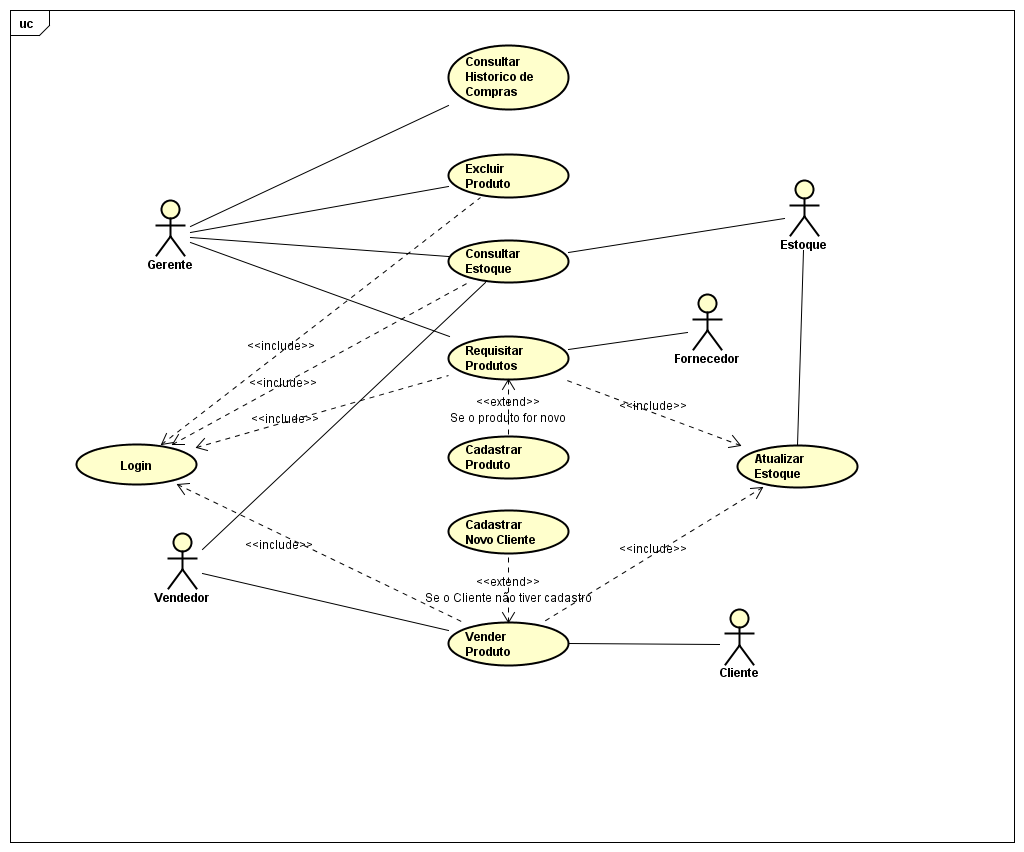 uc
Consultar
Historico de
Compras
Excluir
Produto
Gerente
Estoque
Consultar
Estoque
<<include>>
Fornecedor
Requisitar
Produtos
<<include>>
<<extend>>
<<include>>
<<include>>
Se o produto for novo
Login
Cadastrar
Produto
Atualizar
Estoque
Cadastrar
Novo Cliente
<<include>>
<<include>>
<<extend>>
Vendedor
Se o Cliente não tiver cadastro
Vender
Produto
Cliente